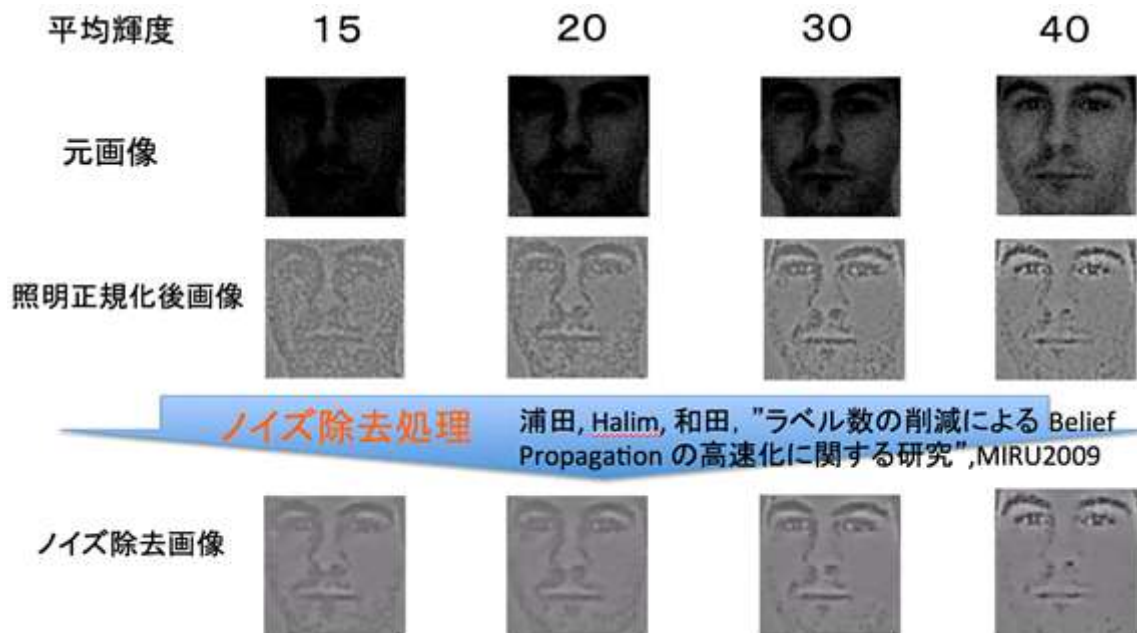 平均輝度 15 20 30 40
元画像
照明正規化後画像
ノイズ除去処理
浦田, Halim, 和田, ”ラベル数の削減による Belief
Propagation の高速化に関する研究”,MIRU2009
ノイズ除去画像